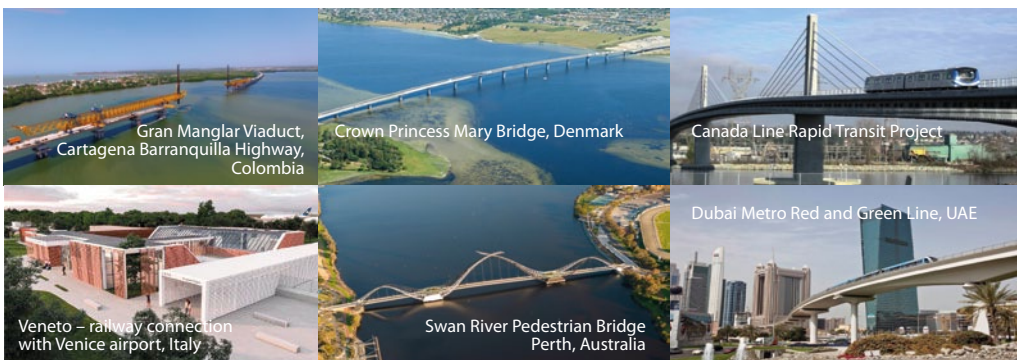 Gran Manglar Viaduct,
Cartagena Barranquilla Highway,
Colombia
Crown Princess Mary Bridge, Denmark
Canada Line Rapid Transit Project
Veneto – railway connection
with Venice airport, Italy
Swan River Pedestrian Bridge
Perth, Australia
Dubai Metro Red and Green Line, UAE